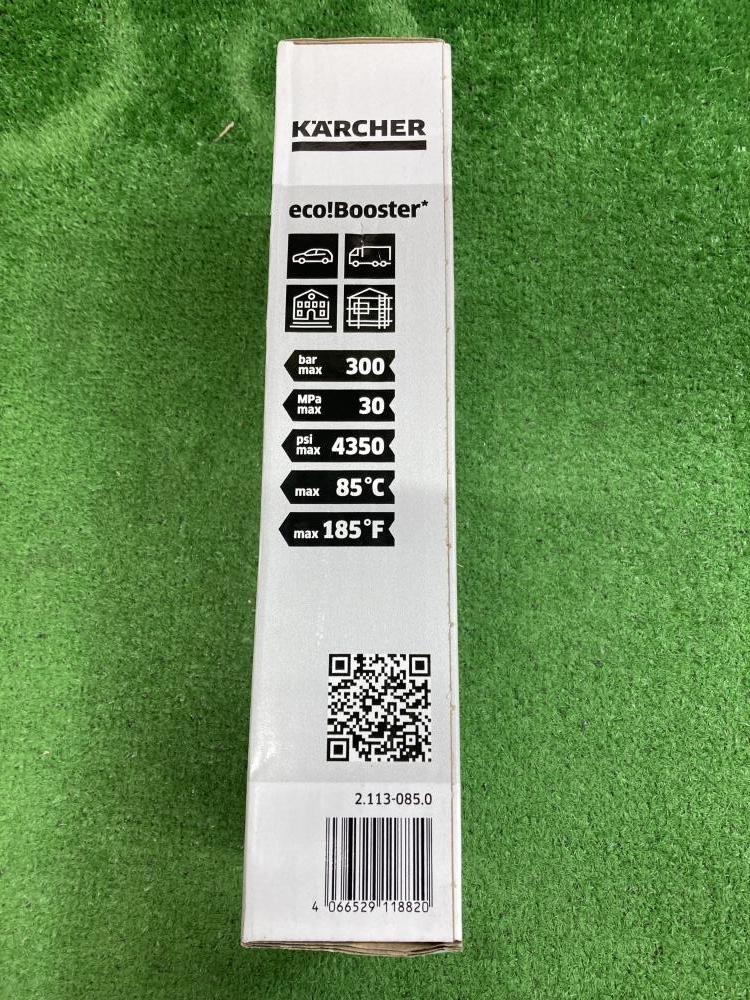 KÄRCHER
eco!Booster*
bar max 300
MPa max 30
psi max 4350
max 85°C
max 185°F
2.113-085.0
4 066529 118820